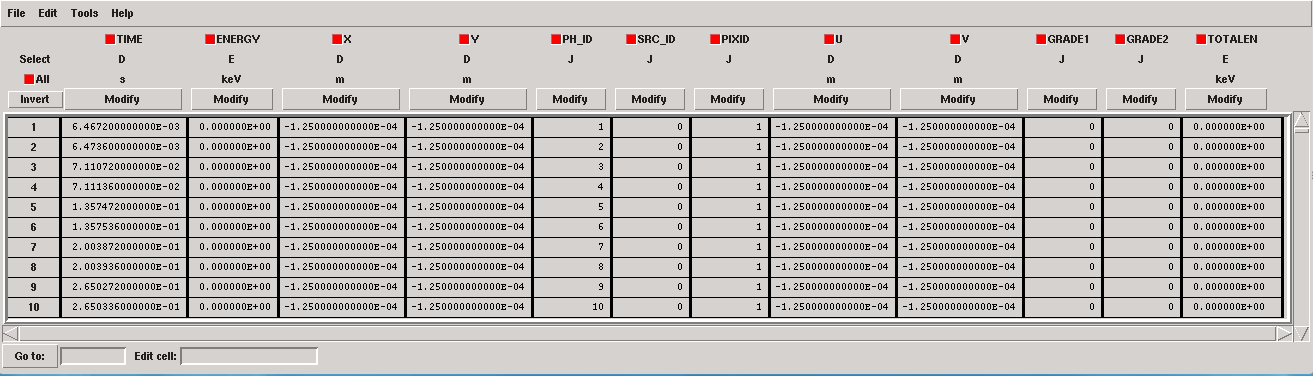 File Edit Tools Help
TIME ENERGY X Y PH_ID SRC_ID PIXID U V GRADE1 GRADE2 TOTALEN
Select D E D D J J J D D J J E
All s keV m m m m keV
Invert Modify Modify Modify Modify Modify Modify Modify Modify Modify Modify Modify Modify
1 6.467200000000E-03 0.000000E+00 -1.250000000000E-04 -1.250000000000E-04 1 0 1 -1.250000000000E-04 -1.250000000000E-04 0 0 0.000000E+00
2 6.473600000000E-03 0.000000E+00 -1.250000000000E-04 -1.250000000000E-04 2 0 1 -1.250000000000E-04 -1.250000000000E-04 0 0 0.000000E+00
3 7.110720000000E-02 0.000000E+00 -1.250000000000E-04 -1.250000000000E-04 3 0 1 -1.250000000000E-04 -1.250000000000E-04 0 0 0.000000E+00
4 7.111360000000E-02 0.000000E+00 -1.250000000000E-04 -1.250000000000E-04 4 0 1 -1.250000000000E-04 -1.250000000000E-04 0 0 0.000000E+00
5 1.357472000000E-01 0.000000E+00 -1.250000000000E-04 -1.250000000000E-04 5 0 1 -1.250000000000E-04 -1.250000000000E-04 0 0 0.000000E+00
6 1.357536000000E-01 0.000000E+00 -1.250000000000E-04 -1.250000000000E-04 6 0 1 -1.250000000000E-04 -1.250000000000E-04 0 0 0.000000E+00
7 2.003872000000E-01 0.000000E+00 -1.250000000000E-04 -1.250000000000E-04 7 0 1 -1.250000000000E-04 -1.250000000000E-04 0 0 0.000000E+00
8 2.003936000000E-01 0.000000E+00 -1.250000000000E-04 -1.250000000000E-04 8 0 1 -1.250000000000E-04 -1.250000000000E-04 0 0 0.000000E+00
9 2.650272000000E-01 0.000000E+00 -1.250000000000E-04 -1.250000000000E-04 9 0 1 -1.250000000000E-04 -1.250000000000E-04 0 0 0.000000E+00
10 2.650336000000E-01 0.000000E+00 -1.250000000000E-04 -1.250000000000E-04 10 0 1 -1.250000000000E-04 -1.250000000000E-04 0 0 0.000000E+00
Go to: Edit cell: